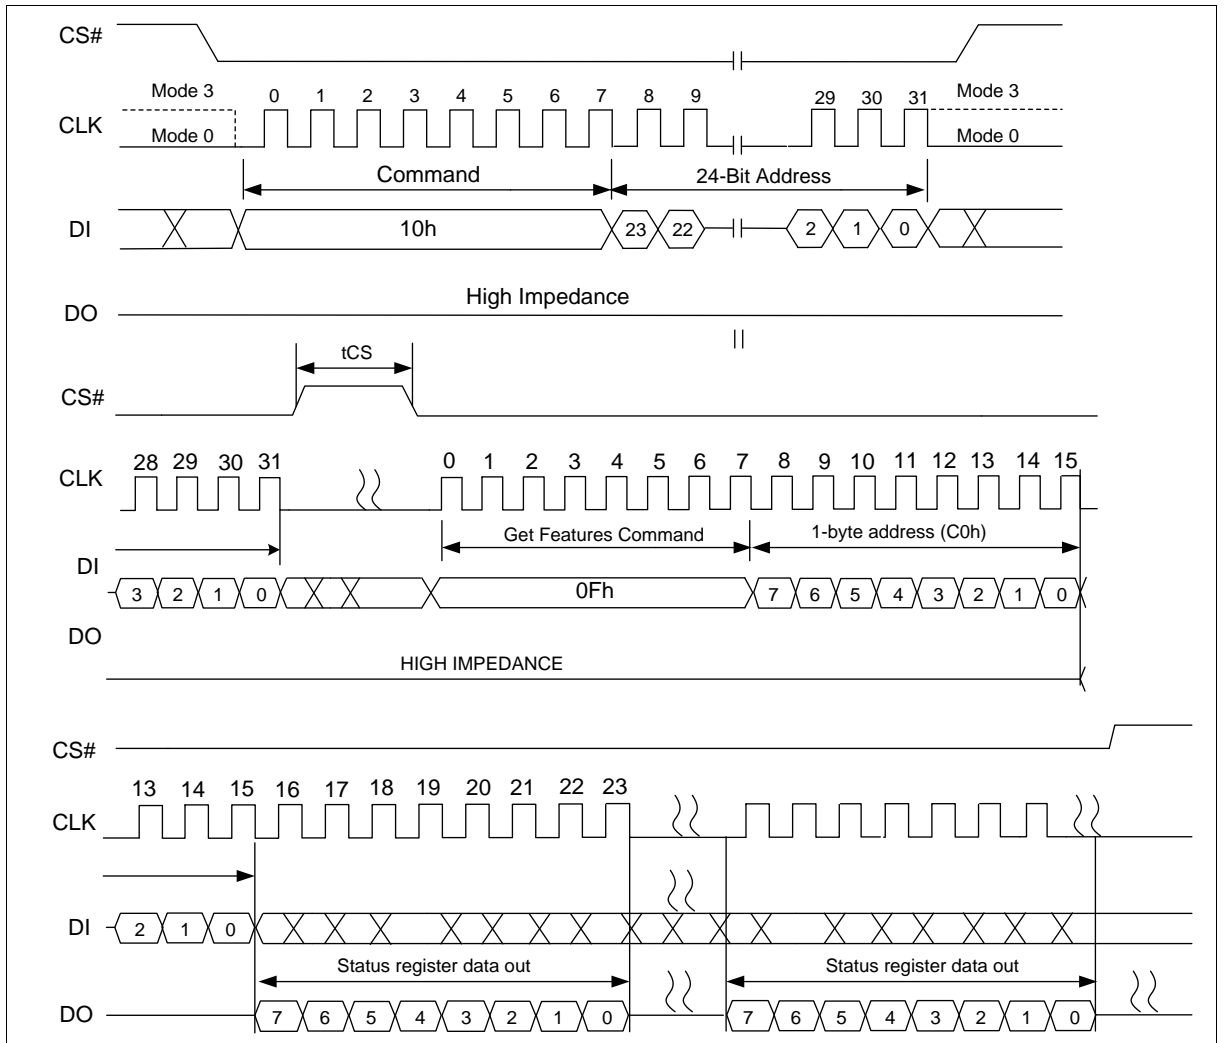 CS#
Mode 3
0 1 2 3 4 5 6 7 8 9 29 30 31
Mode 3
CLK
Mode 0
Mode 0
Command
24-Bit Address
DI
10h
23 22 2 1 0
High Impedance
DO
tCS
CS#
28 29 30 31 0 1 2 3 4 5 6 7 8 9 10 11 12 13 14 15
CLK
Get Features Command
1-byte address (C0h)
DI
3 2 1 0
0Fh
7 6 5 4 3 2 1 0
DO
HIGH IMPEDANCE
CS#
13 14 15 16 17 18 19 20 21 22 23
CLK
DI
2 1 0
Status register data out
Status register data out
DO
7 6 5 4 3 2 1 0
7 6 5 4 3 2 1 0